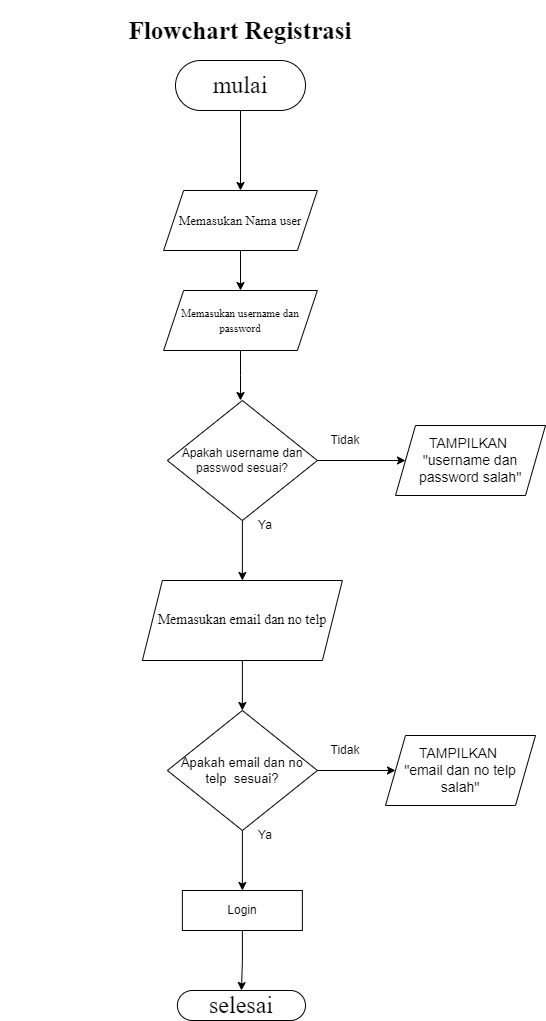 Flowchart Registrasi
mulai
Memasukan Nama user
Memasukan username dan
password
Apakah username dan
passwod sesuai?
Tidak
TAMPILKAN
"username dan
password salah"
Ya
Memasukan email dan no telp
Apakah email dan no
telp sesuai?
Tidak
TAMPILKAN
"email dan no telp
salah"
Ya
Login
selesai